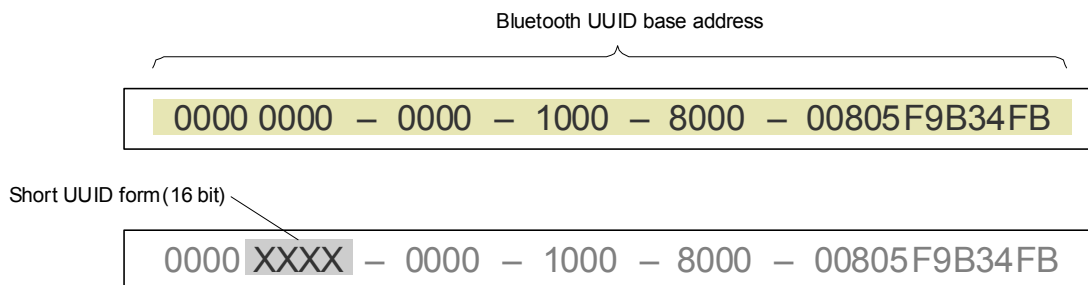 Bluetooth UUID base address
0000 0000 – 0000 – 1000 – 8000 – 00805F9B34FB
Short UUID form (16 bit)
0000 XXXX – 0000 – 1000 – 8000 – 00805F9B34FB